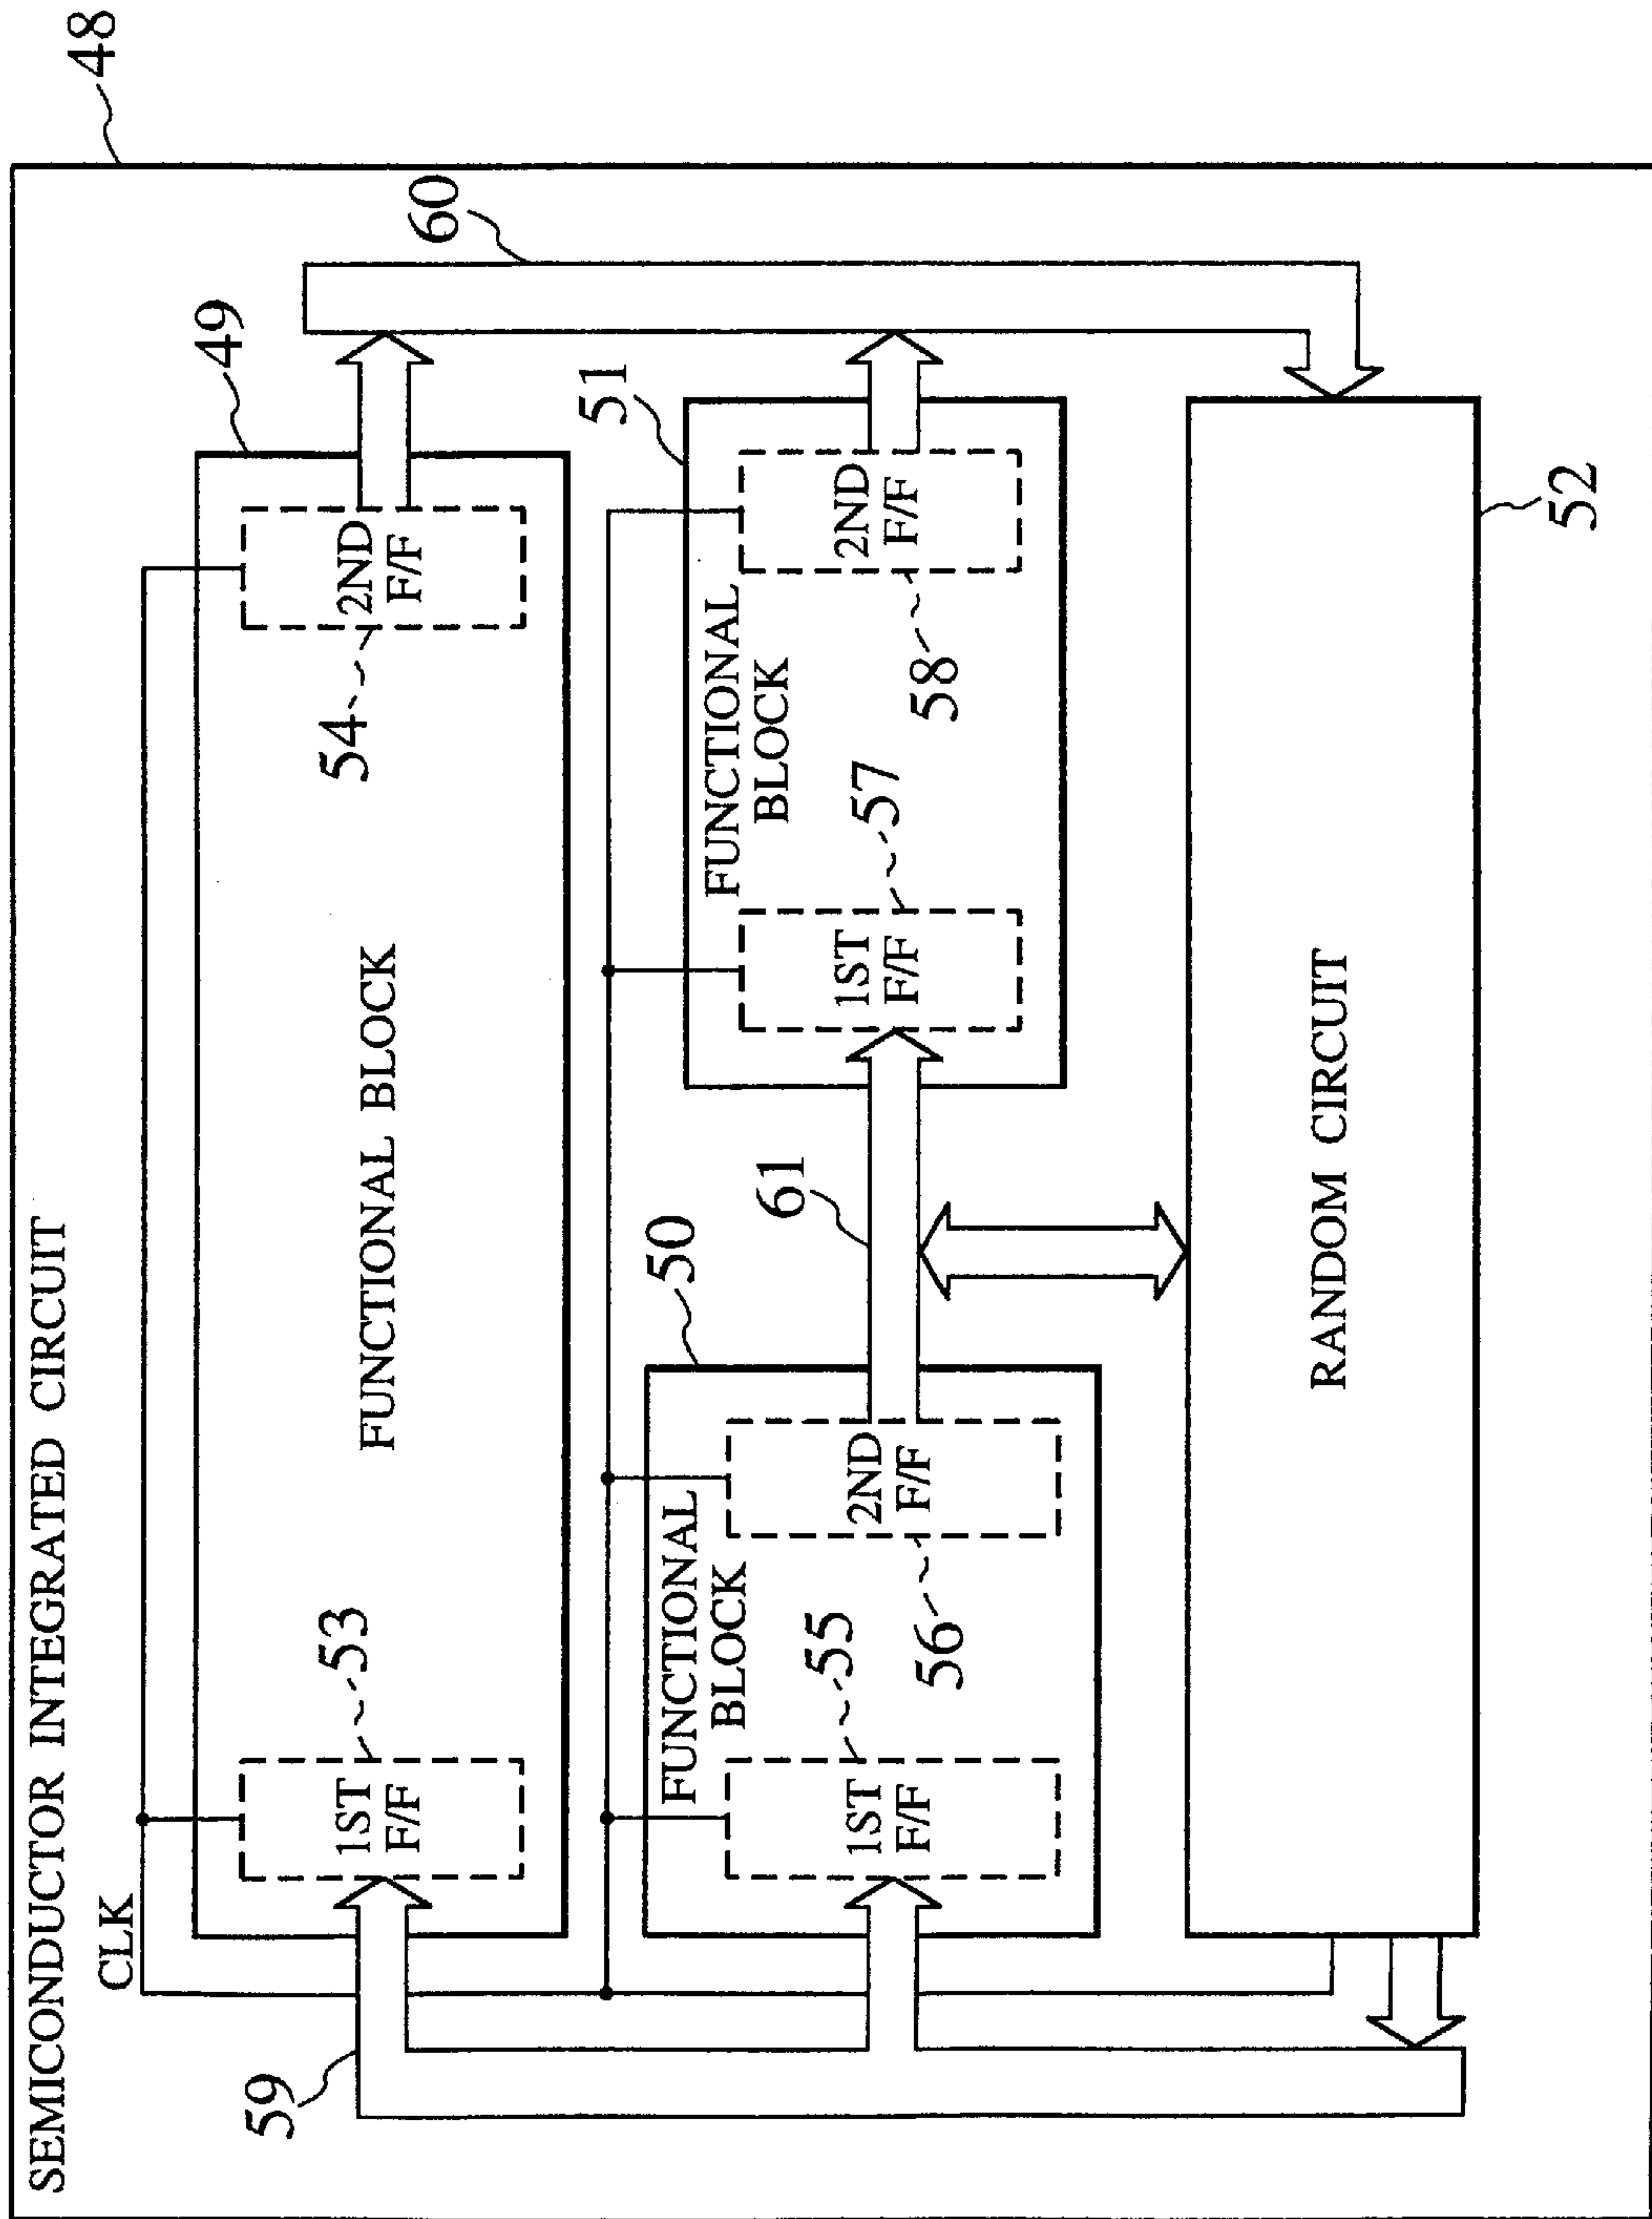 SEMICONDUCTOR INTEGRATED CIRCUIT
48
CLK
49
60
1ST
F/F
53
FUNCTIONAL BLOCK
54
2ND
F/F
59
50
61
51
FUNCTIONAL
BLOCK
1ST
F/F
55
56
2ND
F/F
FUNCTIONAL
BLOCK
1ST
F/F
57
58
2ND
F/F
RANDOM CIRCUIT
52